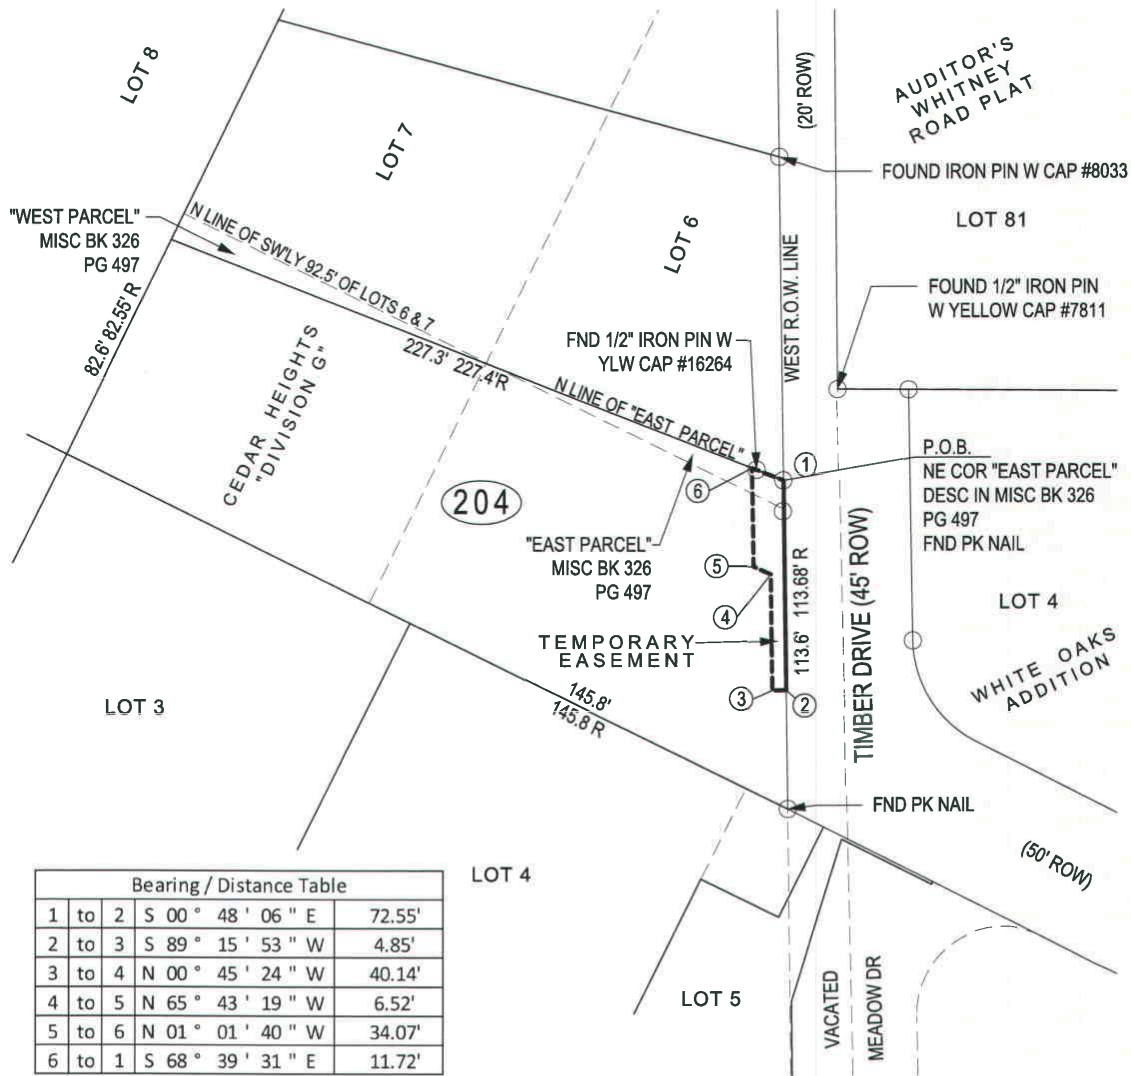 LOT 8
LOT 7
(20' ROW)
AUDITOR'S
WHITNEY
ROAD PLAT
FOUND IRON PIN W CAP #8033
"WEST PARCEL"
MISC BK 326
PG 497
N LINE OF SW'LY 92.5' OF LOTS 6 & 7
LOT 6
WEST R.O.W. LINE
LOT 81
FOUND 1/2" IRON PIN
W YELLOW CAP #7811
82.6' 82.55' R
FND 1/2" IRON PIN W
YLW CAP #16264
227.3' 227.4'R
CEDAR HEIGHTS
"DIVISION G"
N LINE OF "EAST PARCEL"
1
6
P.O.B.
NE COR "EAST PARCEL"
DESC IN MISC BK 326
PG 497
FND PK NAIL
204
"EAST PARCEL"
MISC BK 326
PG 497
5
4
113.6' 113.68' R
TIMBER DRIVE (45' ROW)
LOT 4
TEMPORARY
EASEMENT
WHITE OAKS
ADDITION
3
2
LOT 3
145.8'
145.8 R
FND PK NAIL
(50' ROW)
LOT 4
Bearing / Distance Table
1 to 2 S 00 ° 48 ' 06 " E 72.55'
2 to 3 S 89 ° 15 ' 53 " W 4.85'
3 to 4 N 00 ° 45 ' 24 " W 40.14'
4 to 5 N 65 ° 43 ' 19 " W 6.52'
5 to 6 N 01 ° 01 ' 40 " W 34.07'
6 to 1 S 68 ° 39 ' 31 " E 11.72'
LOT 5
VACATED
MEADOW DR